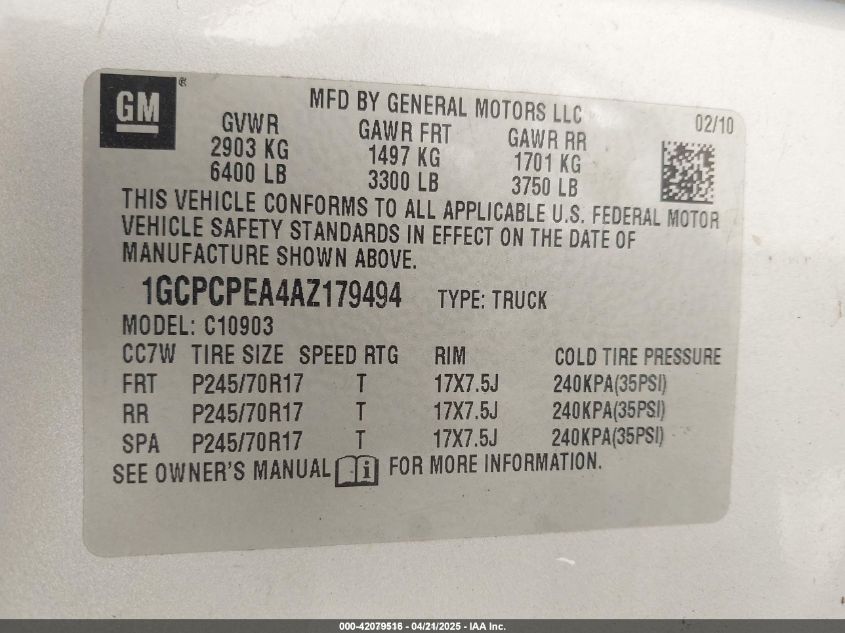 GM ®
MFD BY GENERAL MOTORS LLC
02/10
GVWR GAWR FRT GAWR RR
2903 KG 1497 KG 1701 KG
6400 LB 3300 LB 3750 LB
THIS VEHICLE CONFORMS TO ALL APPLICABLE U.S. FEDERAL MOTOR
VEHICLE SAFETY STANDARDS IN EFFECT ON THE DATE OF
MANUFACTURE SHOWN ABOVE.
1GCPCPEA4AZ179494 TYPE: TRUCK
MODEL: C10903
CC7W TIRE SIZE SPEED RTG RIM COLD TIRE PRESSURE
FRT P245/70R17 T 17X7.5J 240KPA(35PSI)
RR P245/70R17 T 17X7.5J 240KPA(35PSI)
SPA P245/70R17 T 17X7.5J 240KPA(35PSI)
SEE OWNER'S MANUAL i FOR MORE INFORMATION.
000-42079516 - 04/21/2025 - IAA Inc.